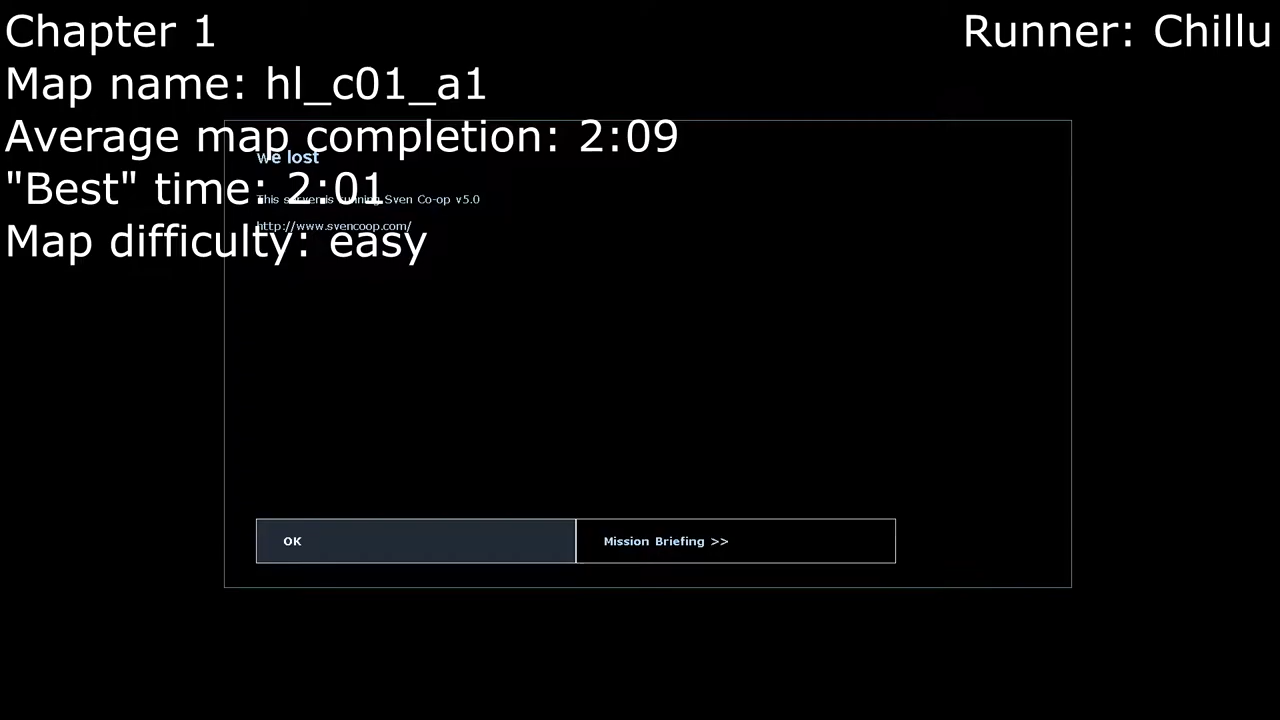 Chapter 1
Runner: Chillu
Map name: hl_c01_a1
Average map completion: 2:09
we lost
"Best" time: 2:01
This server is running Sven Co-op v5.0
http://www.svencoop.com/
Map difficulty: easy
OK
Mission Briefing >>